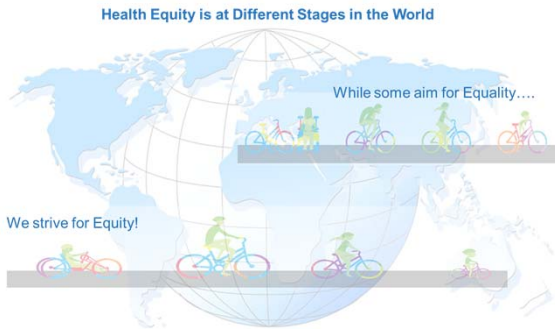 Health Equity is at Different Stages in the World
While some aim for Equality….
We strive for Equity!